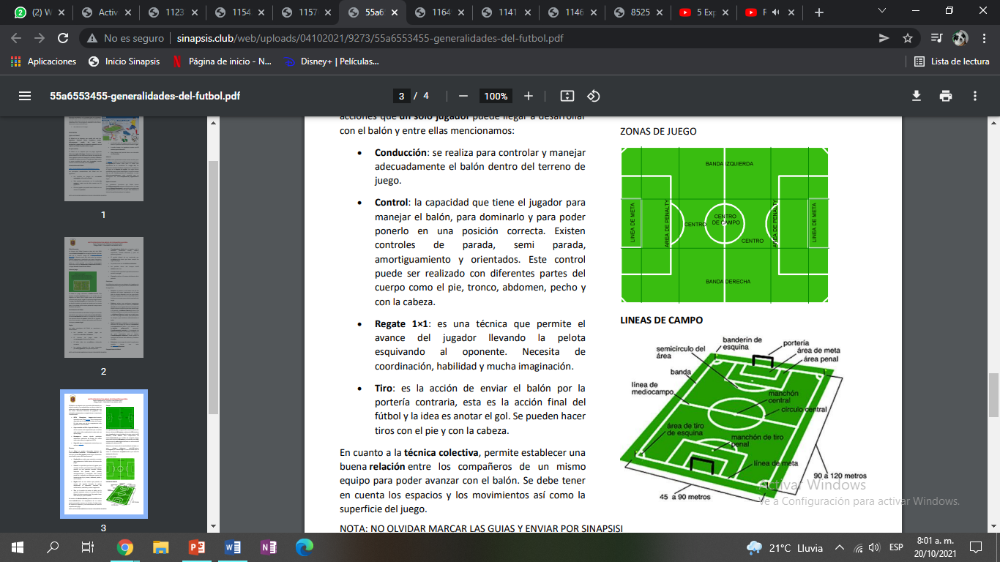 (2) W
Activ
1123
1154
1157
55a6
1164
1141
1146
8525
5 Exp
No es seguro
sinapsis.club/web/uploads/04102021/9273/55a6553455-generalidades-del-futbol.pdf
Aplicaciones
Inicio Sinapsis
Página de inicio - N...
Disney+ | Películas...
Lista de lectura
55a6553455-generalidades-del-futbol.pdf
3 / 4
100%
1
2
3
acciones que un solo jugador puede llegar a desarrollar
con el balón y entre ellas mencionamos:
• Conducción: se realiza para controlar y manejar
adecuadamente el balón dentro del terreno de
juego.
• Control: la capacidad que tiene el jugador para
manejar el balón, para dominarlo y para poder
ponerlo en una posición correcta. Existen
controles de parada, semi parada,
amortiguamiento y orientados. Este control
puede ser realizado con diferentes partes del
cuerpo como el pie, tronco, abdomen, pecho y
con la cabeza.
• Regate 1×1: es una técnica que permite el
avance del jugador llevando la pelota
esquivando al oponente. Necesita de
coordinación, habilidad y mucha imaginación.
• Tiro: es la acción de enviar el balón por la
portería contraria, esta es la acción final del
fútbol y la idea es anotar el gol. Se pueden hacer
tiros con el pie y con la cabeza.
En cuanto a la técnica colectiva, permite establecer una
buena relación entre los compañeros de un mismo
equipo para poder avanzar con el balón. Se debe tener
en cuenta los espacios y los movimientos así como la
superficie del juego.
NOTA: NO OLVIDAR MARCAR LAS GUIAS Y ENVIAR POR SINAPSISI
ZONAS DE JUEGO
BANDA IZQUIERDA
LINEA DE META
AREA DE PENALTY
CENTRO
CENTRO
DE CAMPO
CENTRO
AREA DE PENALTY
LINEA DE META
BANDA DERECHA
LINEAS DE CAMPO
banderín de
esquina
semicírculo del
área
portería
área de meta
área penal
banda
línea de
mediocampo
manchón
central
círculo central
área de tiro
de esquina
manchón de tiro
penal
línea de meta
90 a 120 metros
45 a 90 metros
Activar Windows
Ve a Configuración para activar Windows.
21°C Lluvia
ESP
8:01 a. m.
20/10/2021